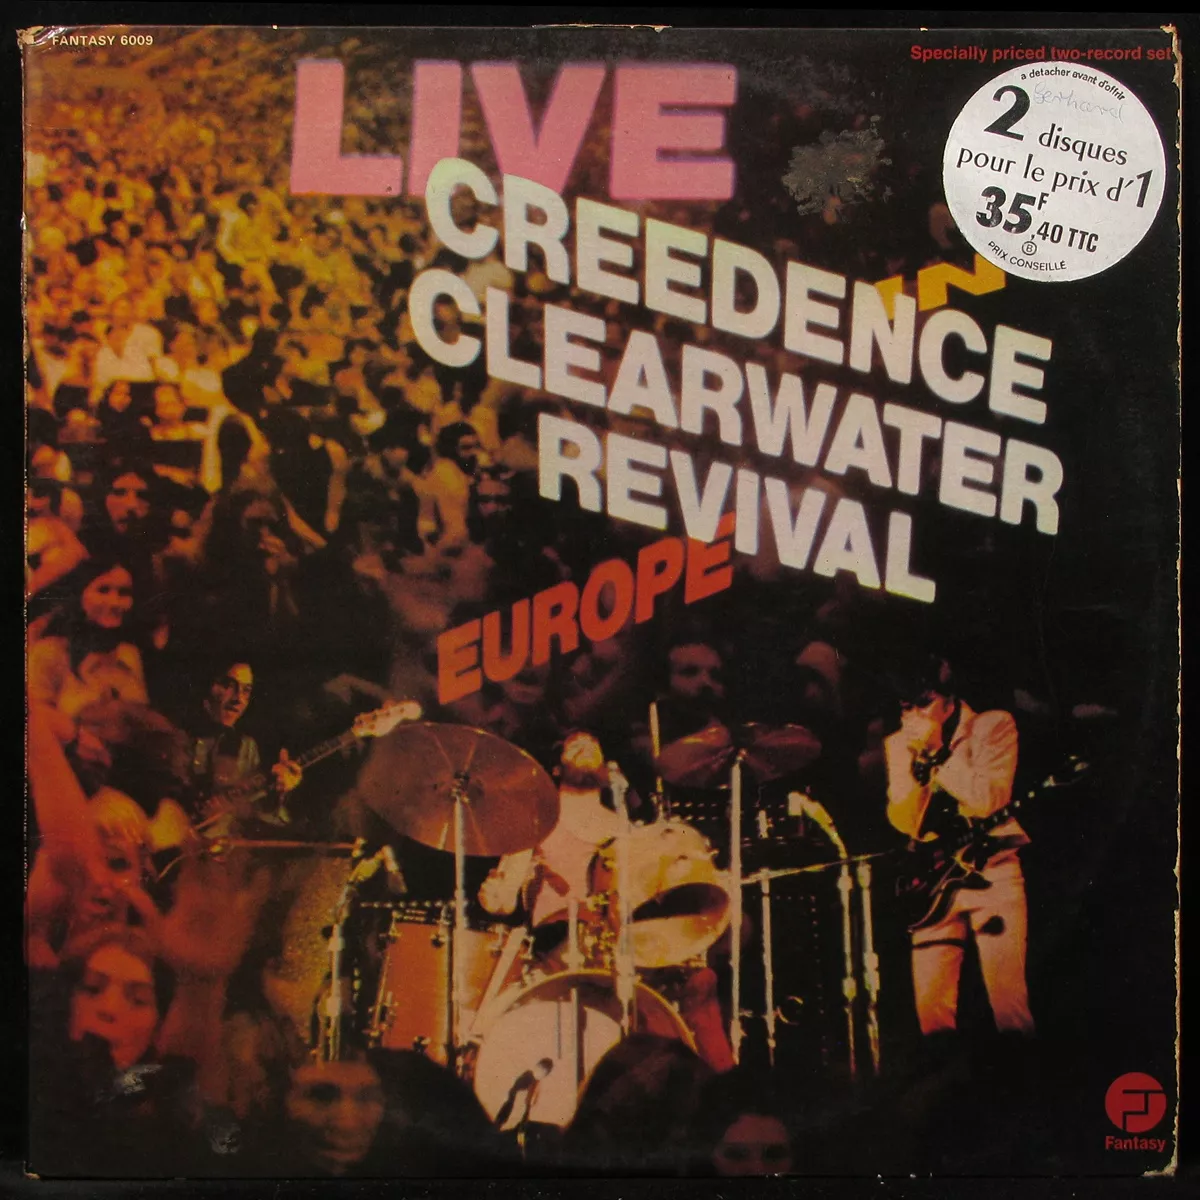 FANTASY 6009
Specially priced two-record set
a detacher avant d'offrir
Gerhard
2 disques
pour le prix d'1
35F,40 TTC
B
PRIX CONSEILLÉ
LIVE
IN
CREEDENCE
CLEARWATER
REVIVAL
EUROPE
Fantasy